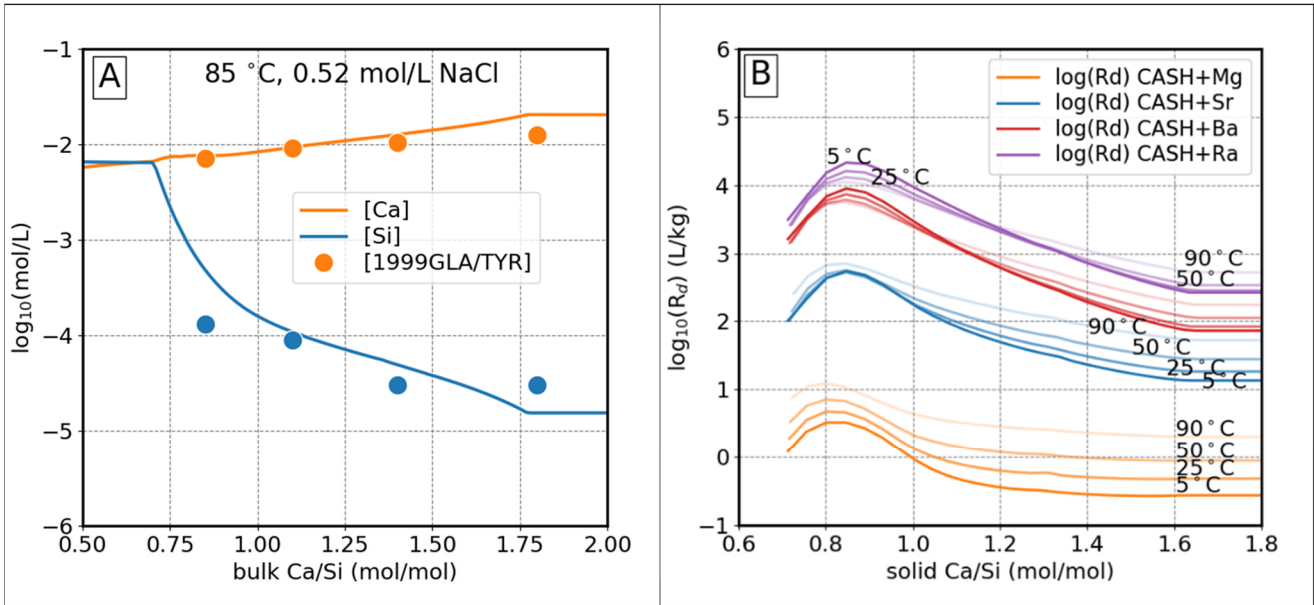 A
85 °C, 0.52 mol/L NaCl
−1
−2
−3
−4
−5
−6
log₁₀(mol/L)
[Ca]
[Si]
[1999GLA/TYR]
0.50 0.75 1.00 1.25 1.50 1.75 2.00
bulk Ca/Si (mol/mol)
B
log(Rd) CASH+Mg
log(Rd) CASH+Sr
log(Rd) CASH+Ba
log(Rd) CASH+Ra
6
5
4
3
2
1
0
−1
log₁₀(R_d) (L/kg)
5°C
25°C
90°C
50°C
90°C
50°C
25°C
5°C
90°C
50°C
25°C
5°C
0.6 0.8 1.0 1.2 1.4 1.6 1.8
solid Ca/Si (mol/mol)